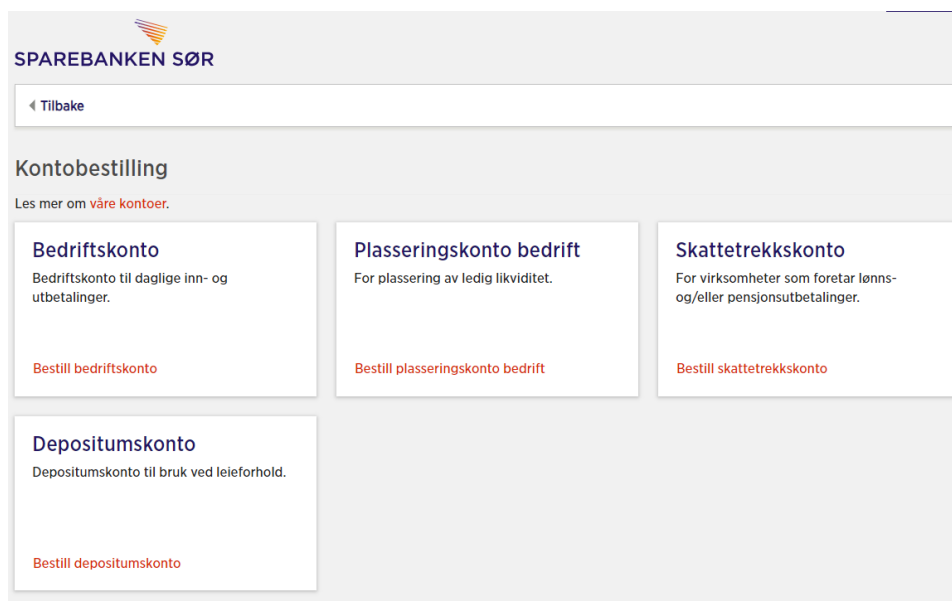 SPAREBANKEN SØR
Tilbake
Kontobestilling
Les mer om våre kontoer.
Bedriftskonto
Bedriftskonto til daglige inn- og
utbetalinger.
Bestill bedriftskonto
Plasseringskonto bedrift
For plassering av ledig likviditet.
Bestill plasseringskonto bedrift
Skattetrekkskonto
For virksomheter som foretar lønns-
og/eller pensjonsutbetalinger.
Bestill skattetrekkskonto
Depositumskonto
Depositumskonto til bruk ved leieforhold.
Bestill depositumskonto